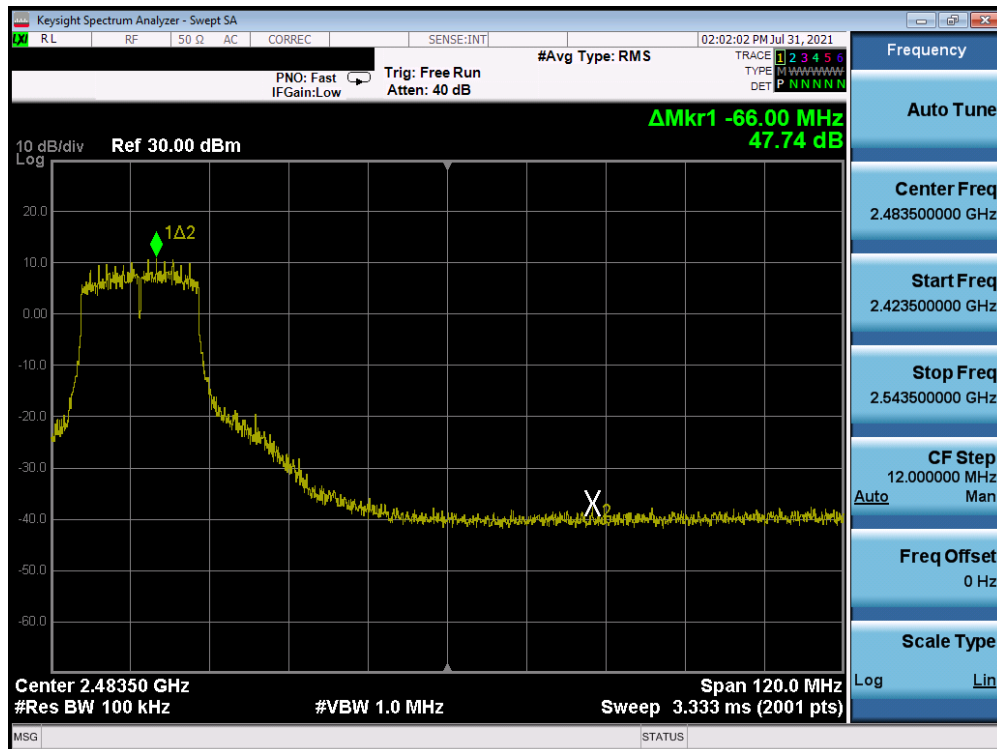 Keysight Spectrum Analyzer - Swept SA
LXI RL RF 50 Ω AC CORREC SENSE:INT 02:02:02 PM Jul 31, 2021
PNO: Fast
IFGain:Low
Trig: Free Run
Atten: 40 dB
#Avg Type: RMS
TRACE 1 2 3 4 5 6
TYPE M W W W W W
DET P N N N N N
ΔMkr1 -66.00 MHz
47.74 dB
10 dB/div
Log
Ref 30.00 dBm
20.0
10.0
0.00
-10.0
-20.0
-30.0
-40.0
-50.0
-60.0
1Δ2
X2
Center 2.48350 GHz
Span 120.0 MHz
#Res BW 100 kHz
#VBW 1.0 MHz
Sweep 3.333 ms (2001 pts)
MSG
STATUS
Frequency
Auto Tune
Center Freq
2.483500000 GHz
Start Freq
2.423500000 GHz
Stop Freq
2.543500000 GHz
CF Step
12.000000 MHz
Auto Man
Freq Offset
0 Hz
Scale Type
Log Lin